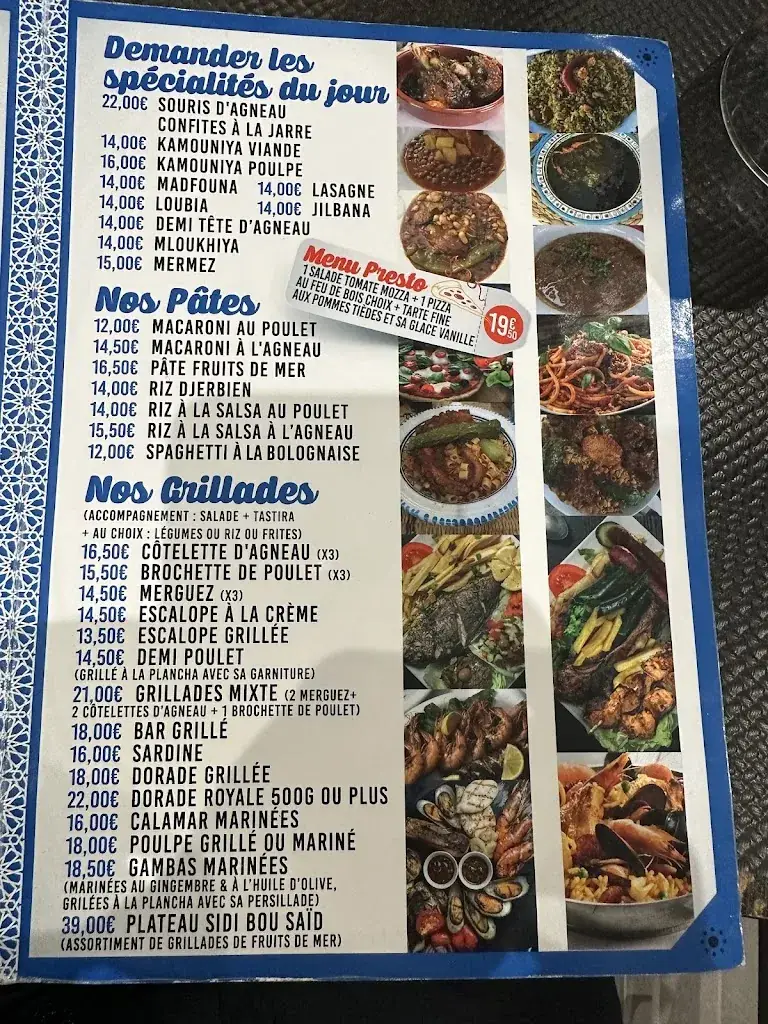 Demander les
spécialités du jour
22,00€ SOURIS D'AGNEAU
CONFITES À LA JARRE
14,00€ KAMOUNIYA VIANDE
16,00€ KAMOUNIYA POULPE
14,00€ MADFOUNA 14,00€ LASAGNE
14,00€ LOUBIA 14,00€ JILBANA
14,00€ DEMI TÊTE D'AGNEAU
14,00€ MLOUKHIYA
15,00€ MERMEZ
Menu Presto
1 SALADE TOMATE MOZZA + 1 PIZZA
AU FEU DE BOIS CHOIX + TARTE FINE
AUX POMMES TIÈDES ET SA GLACE VANILLE
19€50
Nos Pâtes
12,00€ MACARONI AU POULET
14,50€ MACARONI À L'AGNEAU
16,50€ PÂTE FRUITS DE MER
14,00€ RIZ DJERBIEN
14,00€ RIZ À LA SALSA AU POULET
15,50€ RIZ À LA SALSA À L'AGNEAU
12,00€ SPAGHETTI À LA BOLOGNAISE
Nos Grillades
(ACCOMPAGNEMENT : SALADE + TASTIRA
+ AU CHOIX : LÉGUMES OU RIZ OU FRITES)
16,50€ CÔTELETTE D'AGNEAU (X3)
15,50€ BROCHETTE DE POULET (X3)
14,50€ MERGUEZ (X3)
14,50€ ESCALOPE À LA CRÈME
13,50€ ESCALOPE GRILLÉE
14,50€ DEMI POULET
(GRILLÉ À LA PLANCHA AVEC SA GARNITURE)
21,00€ GRILLADES MIXTE (2 MERGUEZ+
2 CÔTELETTES D'AGNEAU + 1 BROCHETTE DE POULET)
18,00€ BAR GRILLÉ
16,00€ SARDINE
18,00€ DORADE GRILLÉE
22,00€ DORADE ROYALE 500G OU PLUS
16,00€ CALAMAR MARINÉES
18,00€ POULPE GRILLÉ OU MARINÉ
18,50€ GAMBAS MARINÉES
(MARINÉES AU GINGEMBRE & À L'HUILE D'OLIVE,
GRILÉES À LA PLANCHA AVEC SA PERSILLADE)
39,00€ PLATEAU SIDI BOU SAÏD
(ASSORTIMENT DE GRILLADES DE FRUITS DE MER)